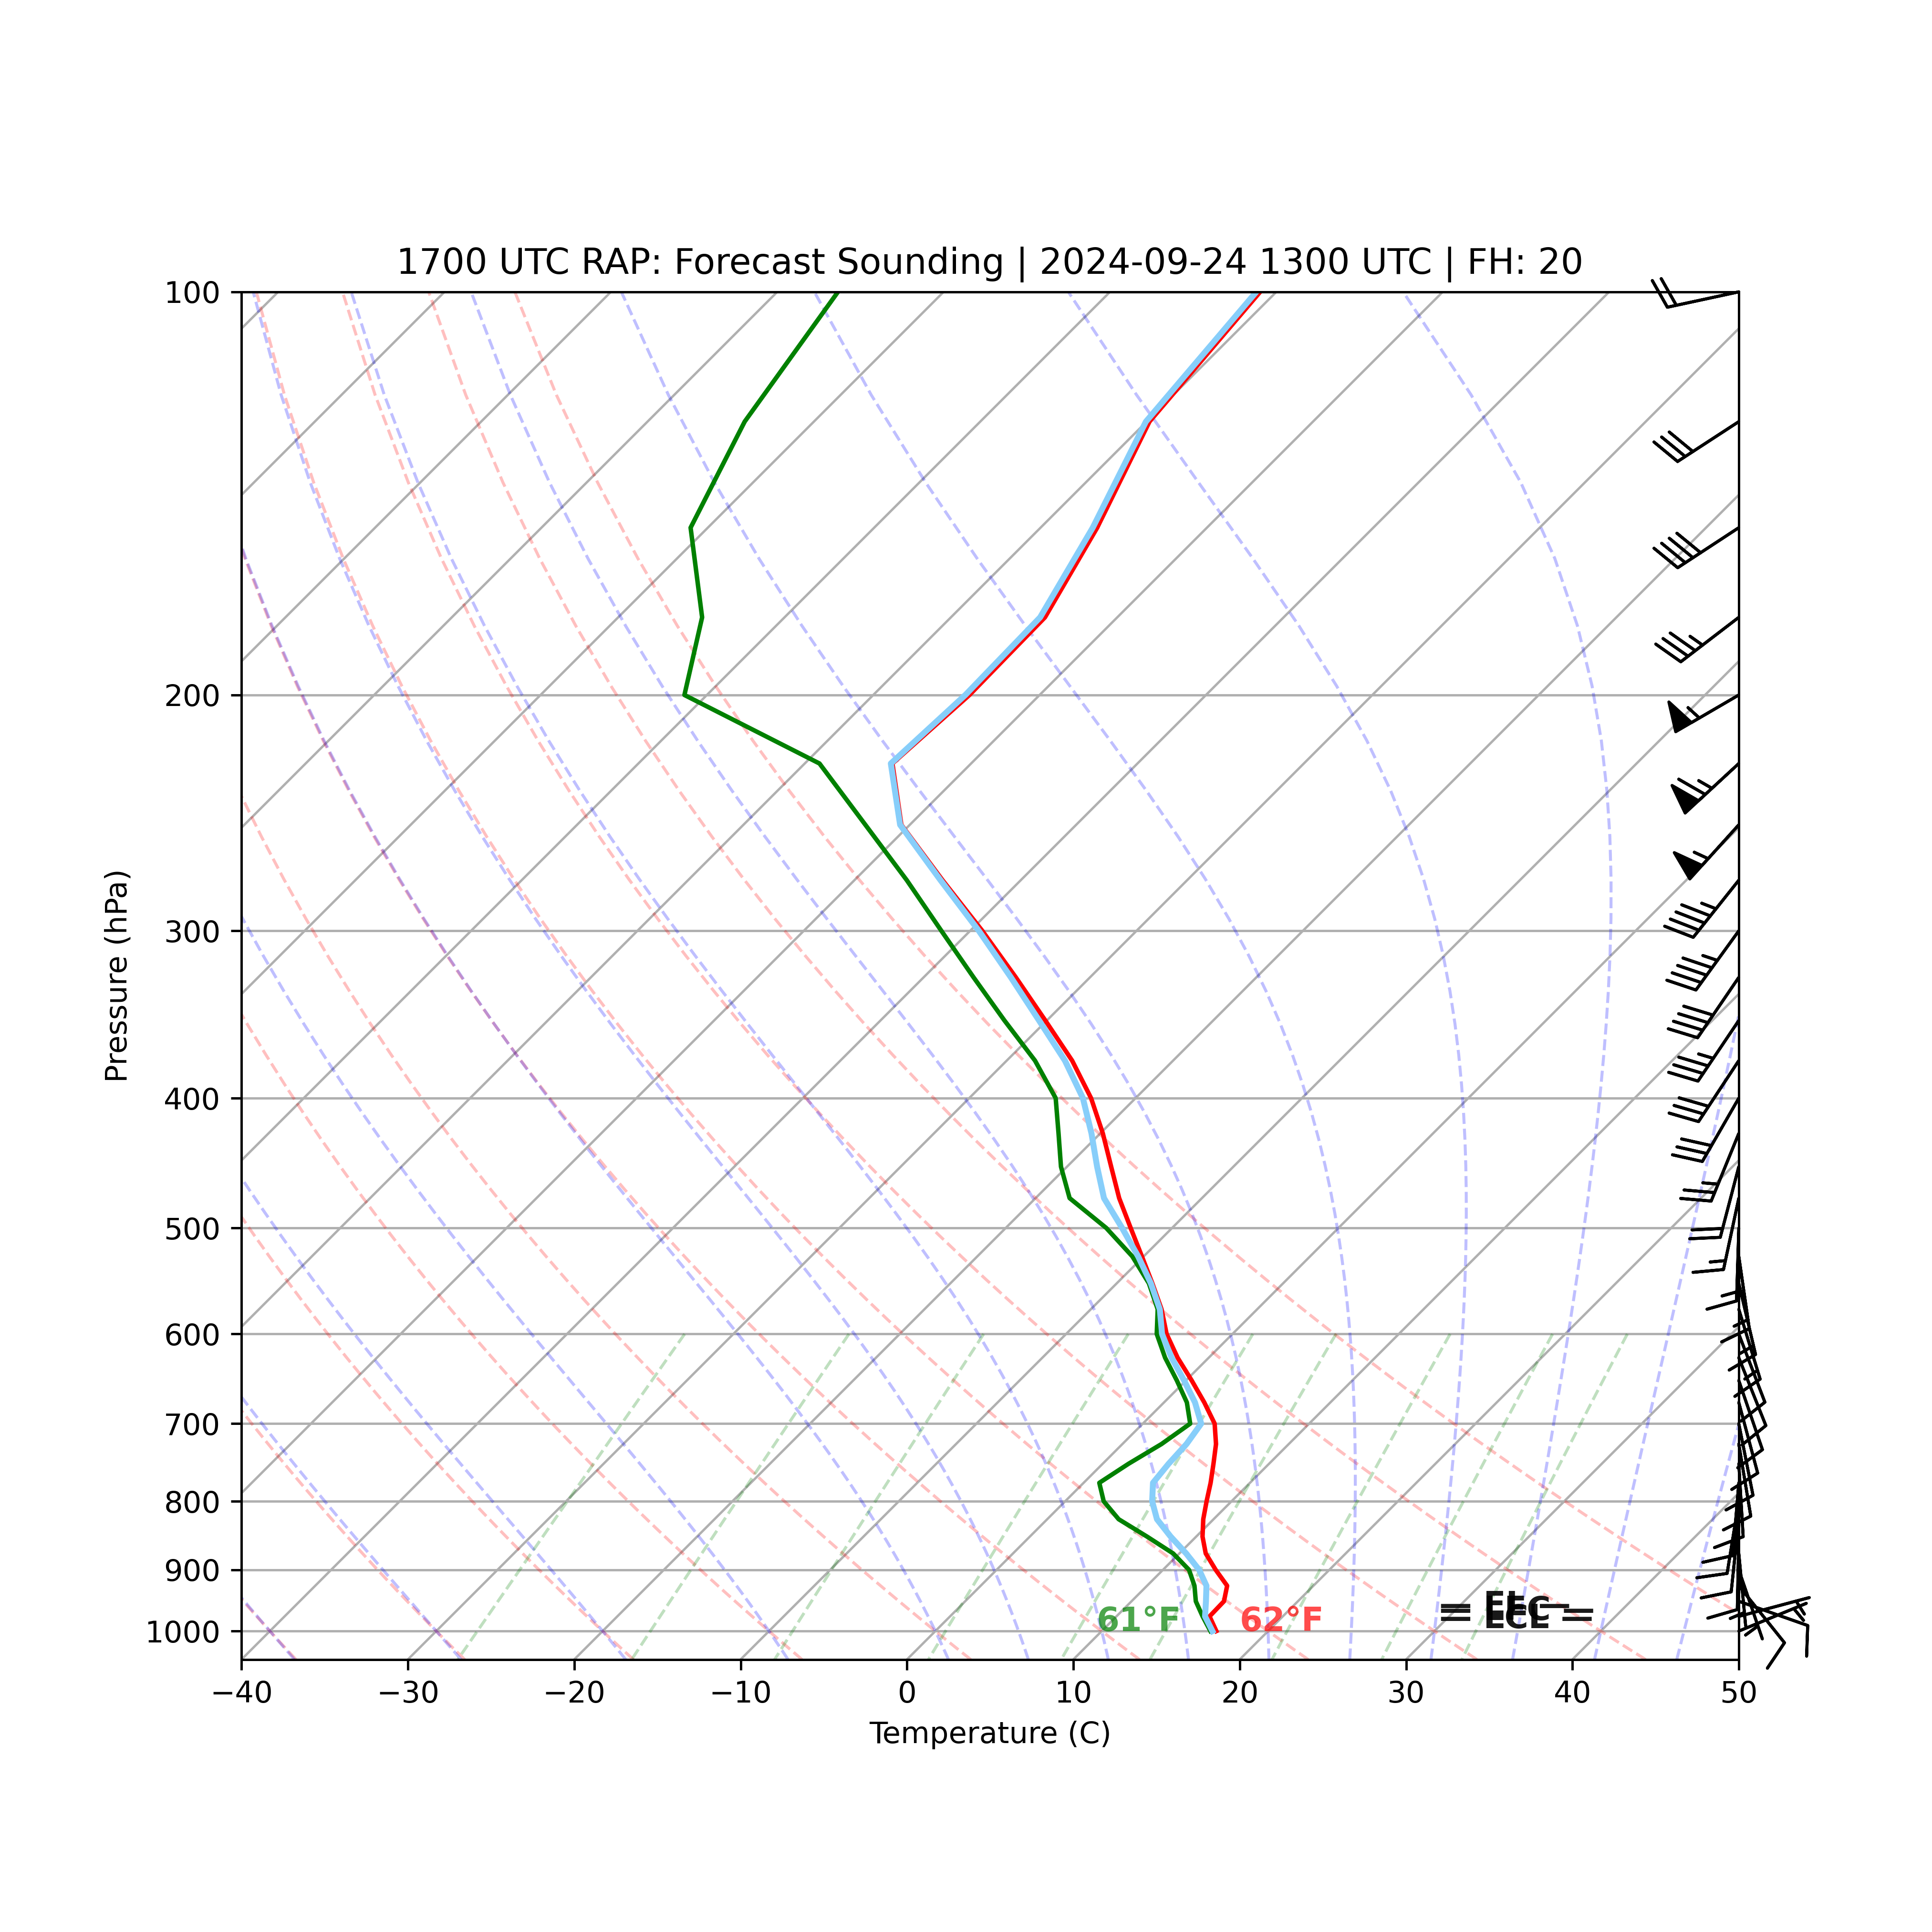 1700 UTC RAP: Forecast Sounding | 2024-09-24 1300 UTC | FH: 20
100
200
300
400
500
600
700
800
900
1000
Pressure (hPa)
61°F 62°F
−40 −30 −20 −10 0 10 20 30 40 50
Temperature (C)